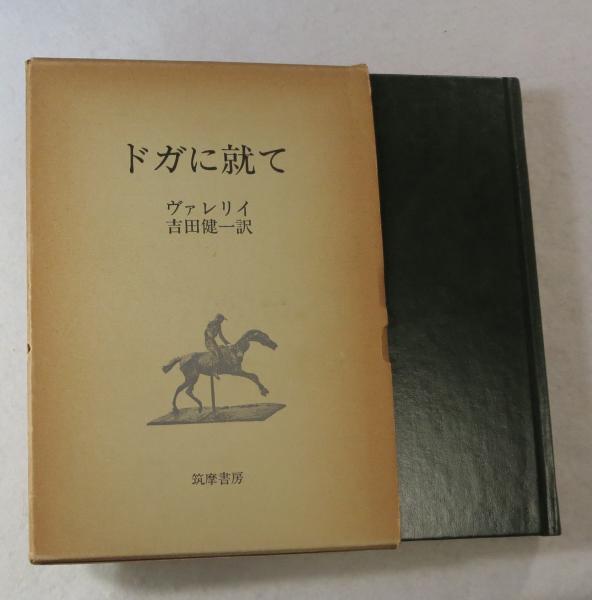 ドガに就て
ヴァレリイ
吉田健一訳
筑摩書房